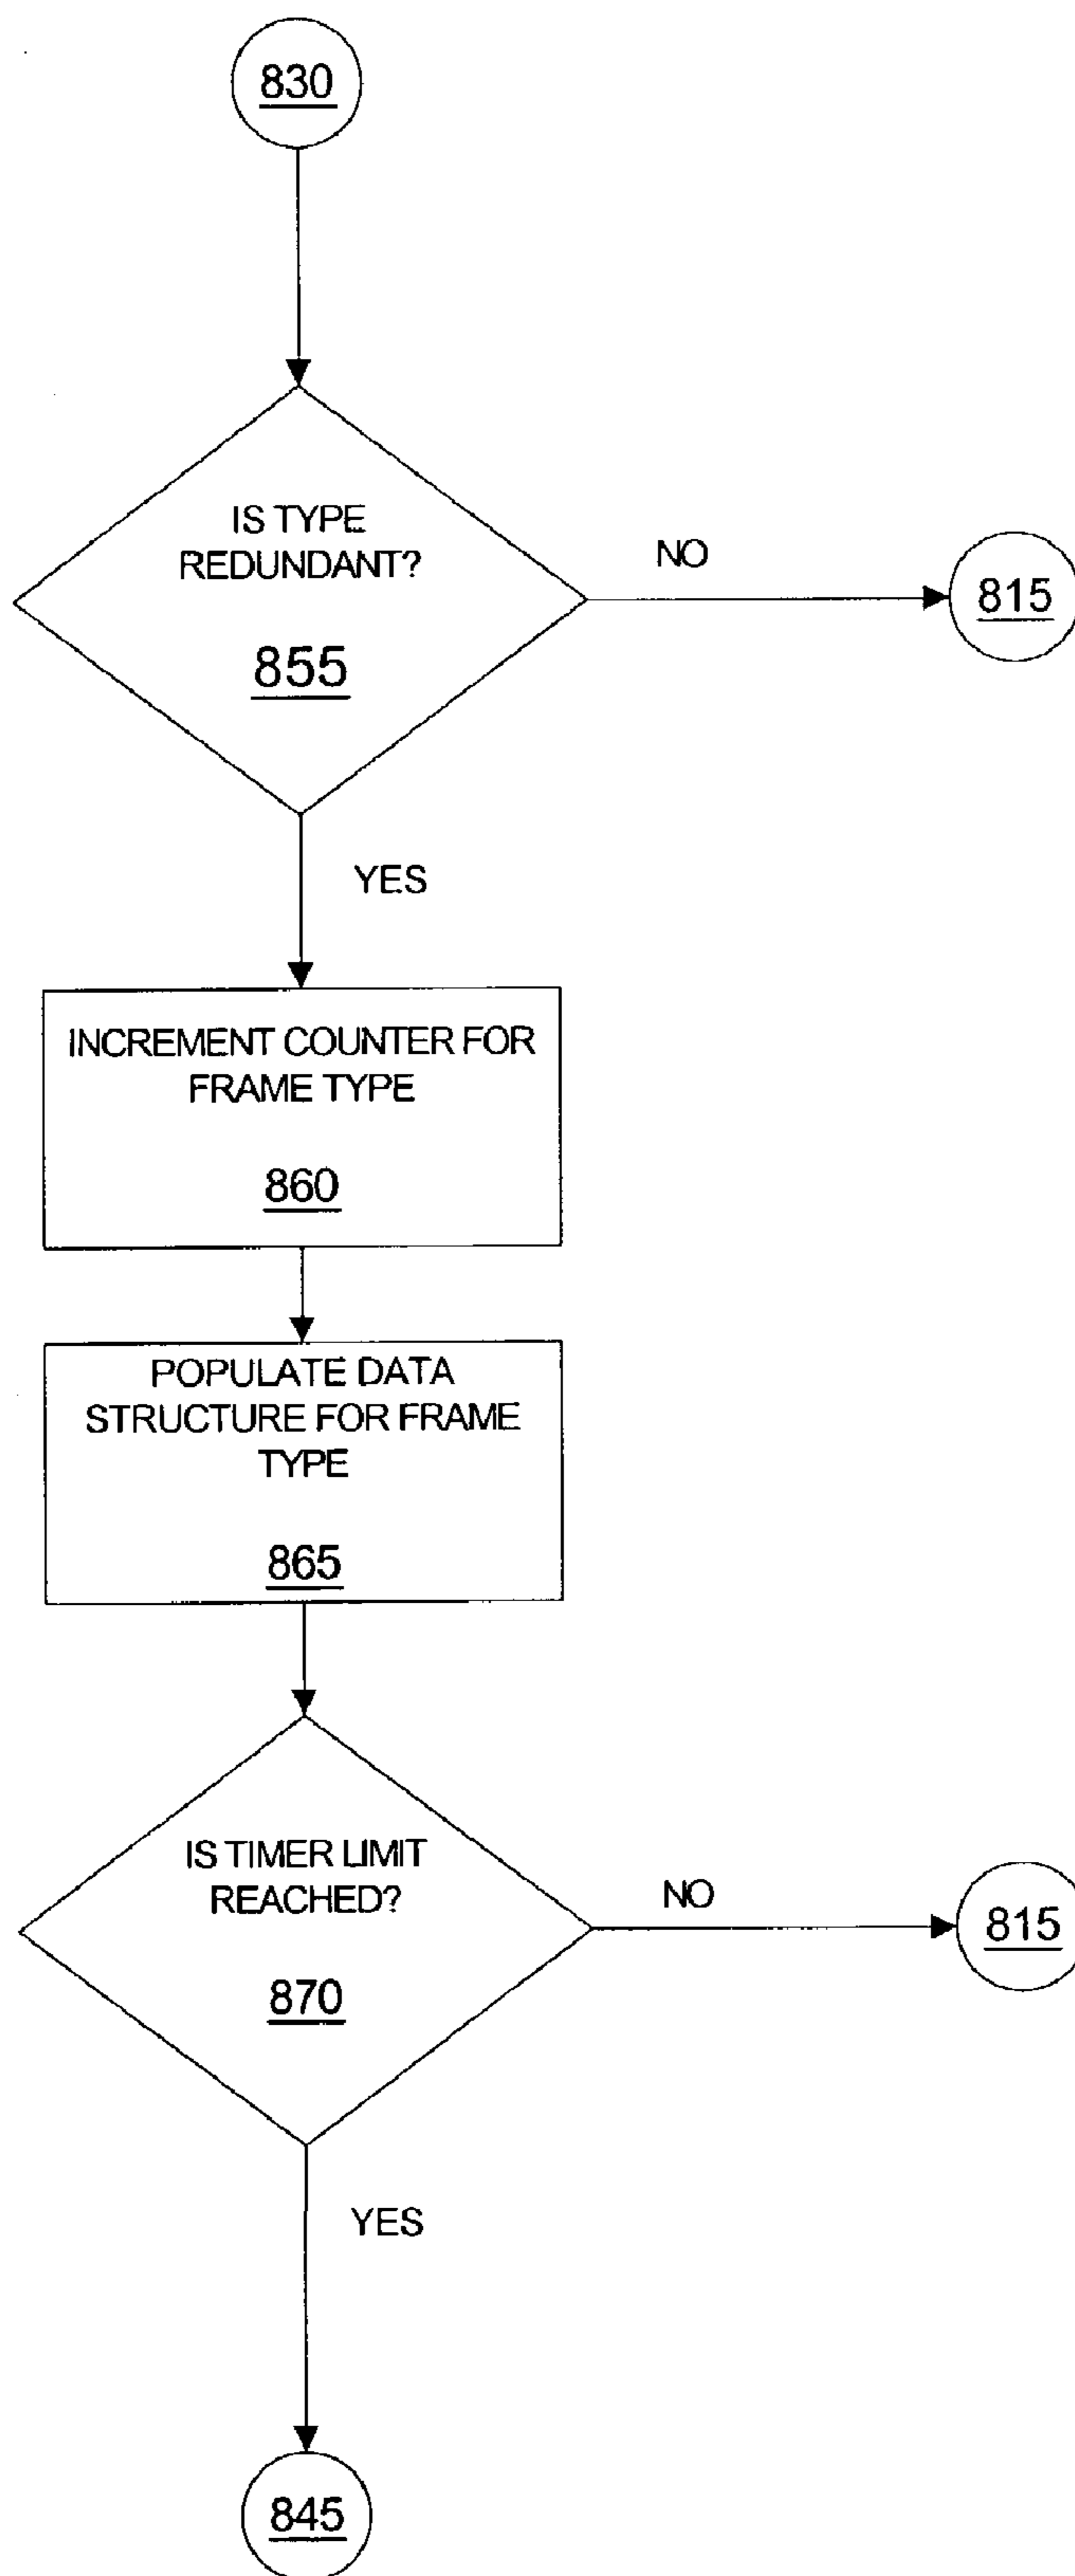 830
IS TYPE
REDUNDANT?
855
NO
815
YES
INCREMENT COUNTER FOR
FRAME TYPE
860
POPULATE DATA
STRUCTURE FOR FRAME
TYPE
865
IS TIMER LIMIT
REACHED?
870
NO
815
YES
845